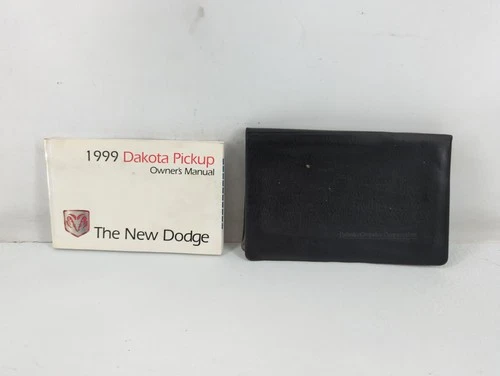 1999 Dakota Pickup
Owner's Manual
The New Dodge